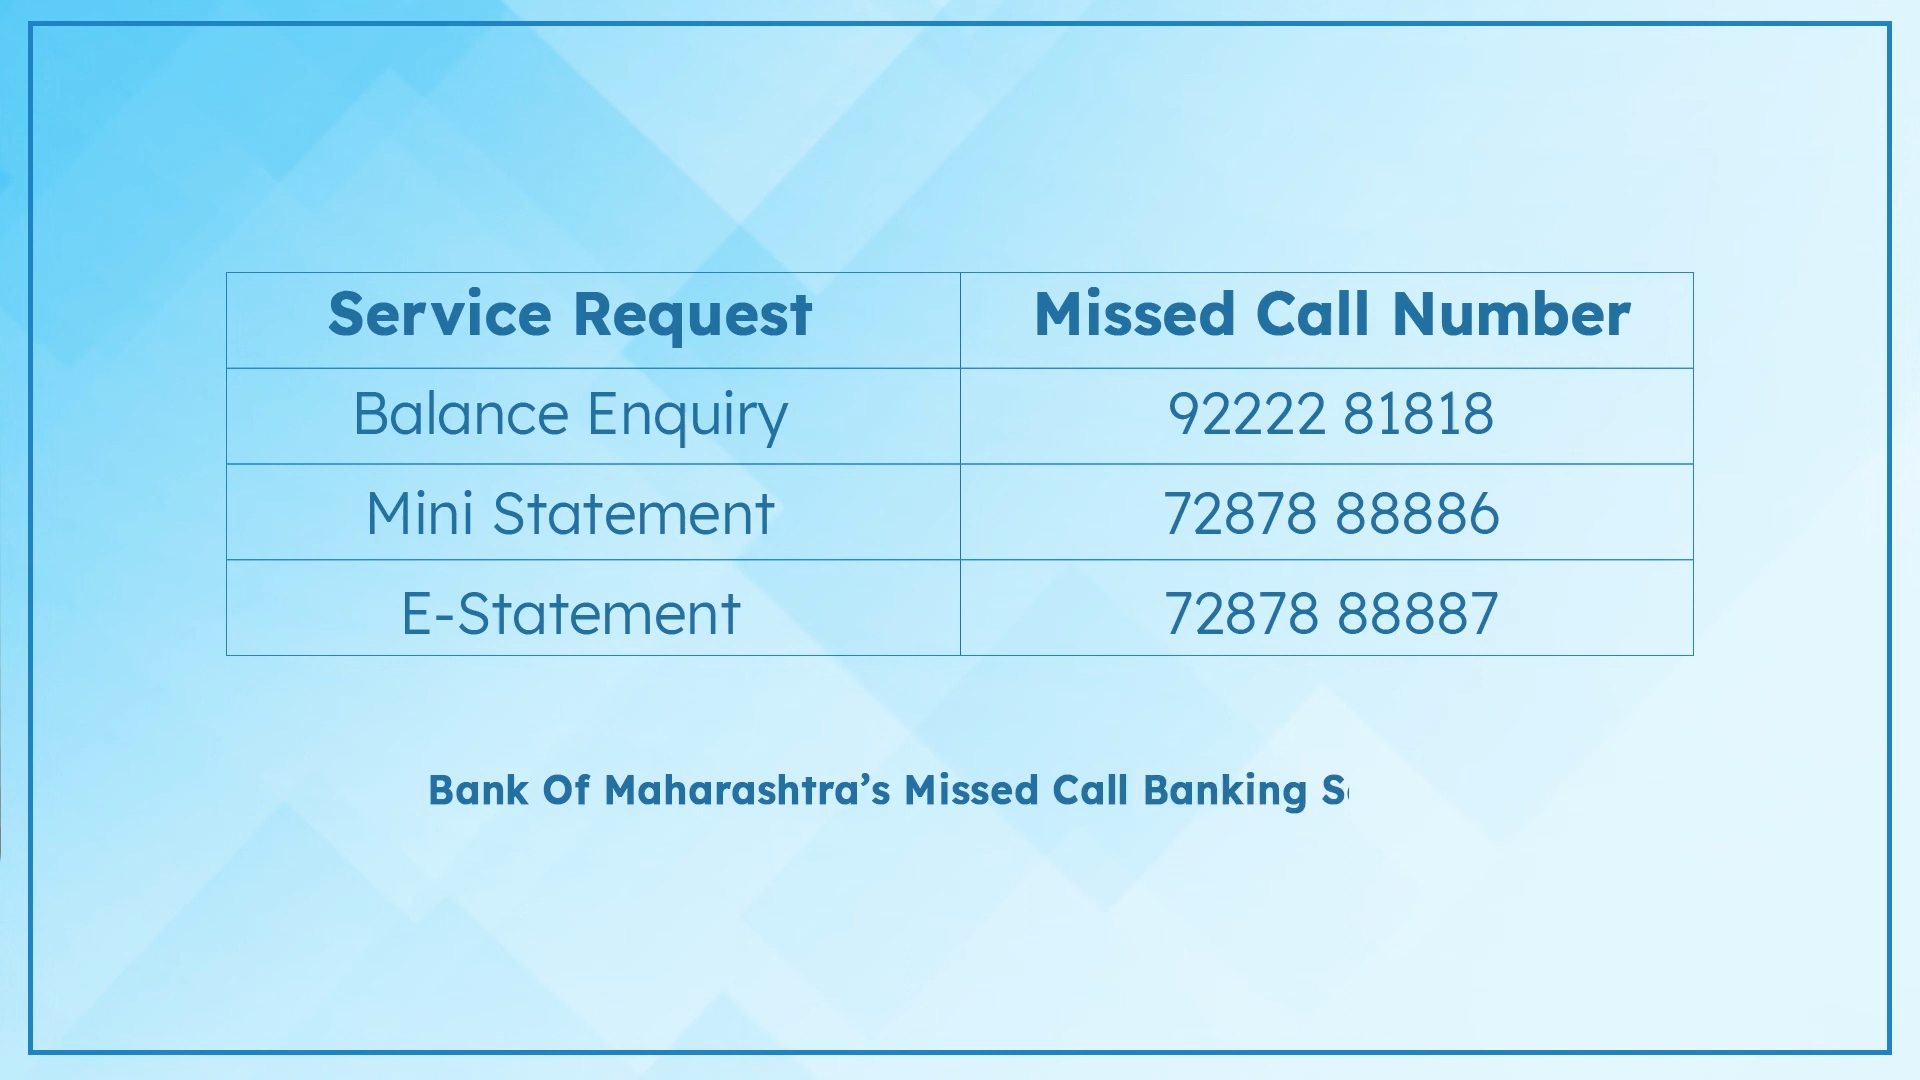 Service Request Missed Call Number
Balance Enquiry 92222 81818
Mini Statement 72878 88886
E-Statement 72878 88887
Bank Of Maharashtra’s Missed Call Banking